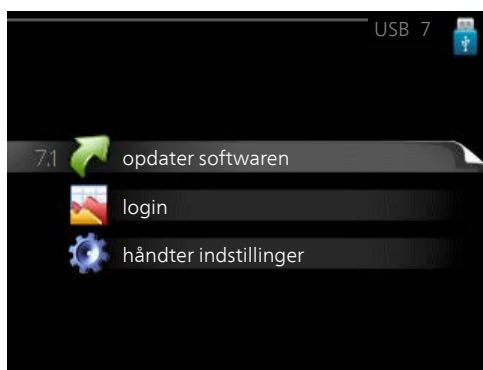 USB 7
7.1 opdater softwaren
login
håndter indstillinger